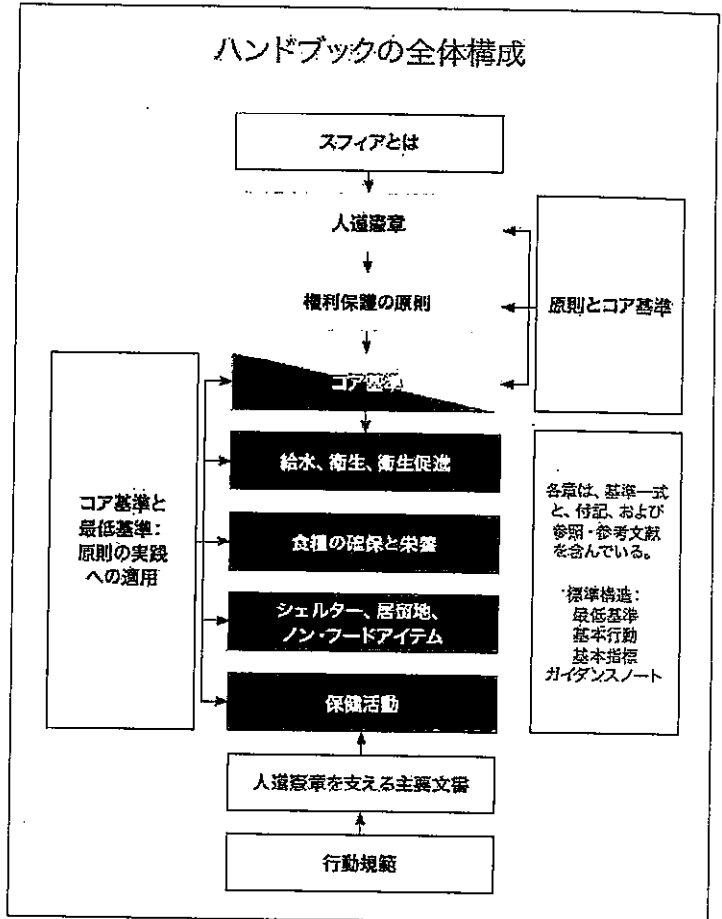 ハンドブックの全体構成
スフィアとは
人道憲章
権利保護の原則
原則とコア基準
コア基準
給水、衛生、衛生促進
食糧の確保と栄養
シェルター、居留地、
ノン・フードアイテム
保健活動
コア基準と
最低基準:
原則の実践
への適用
各章は、基準一式
と、付記、および
参照・参考文献
を含んでいる。
標準構造:
最低基準
基本行動
基本指標
ガイダンスノート
人道憲章を支える主要文書
行動規範